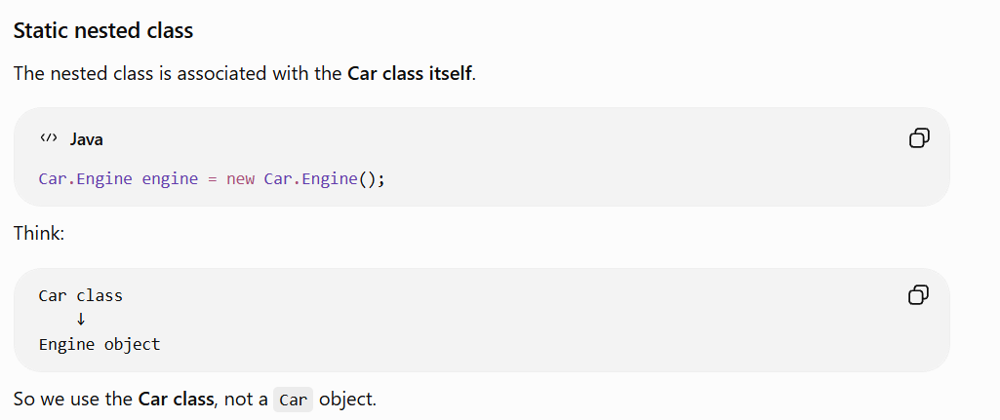 Static nested class
The nested class is associated with the Car class itself.
Java
Car.Engine engine = new Car.Engine();
Think:
Car class
↓
Engine object
So we use the Car class, not a Car object.